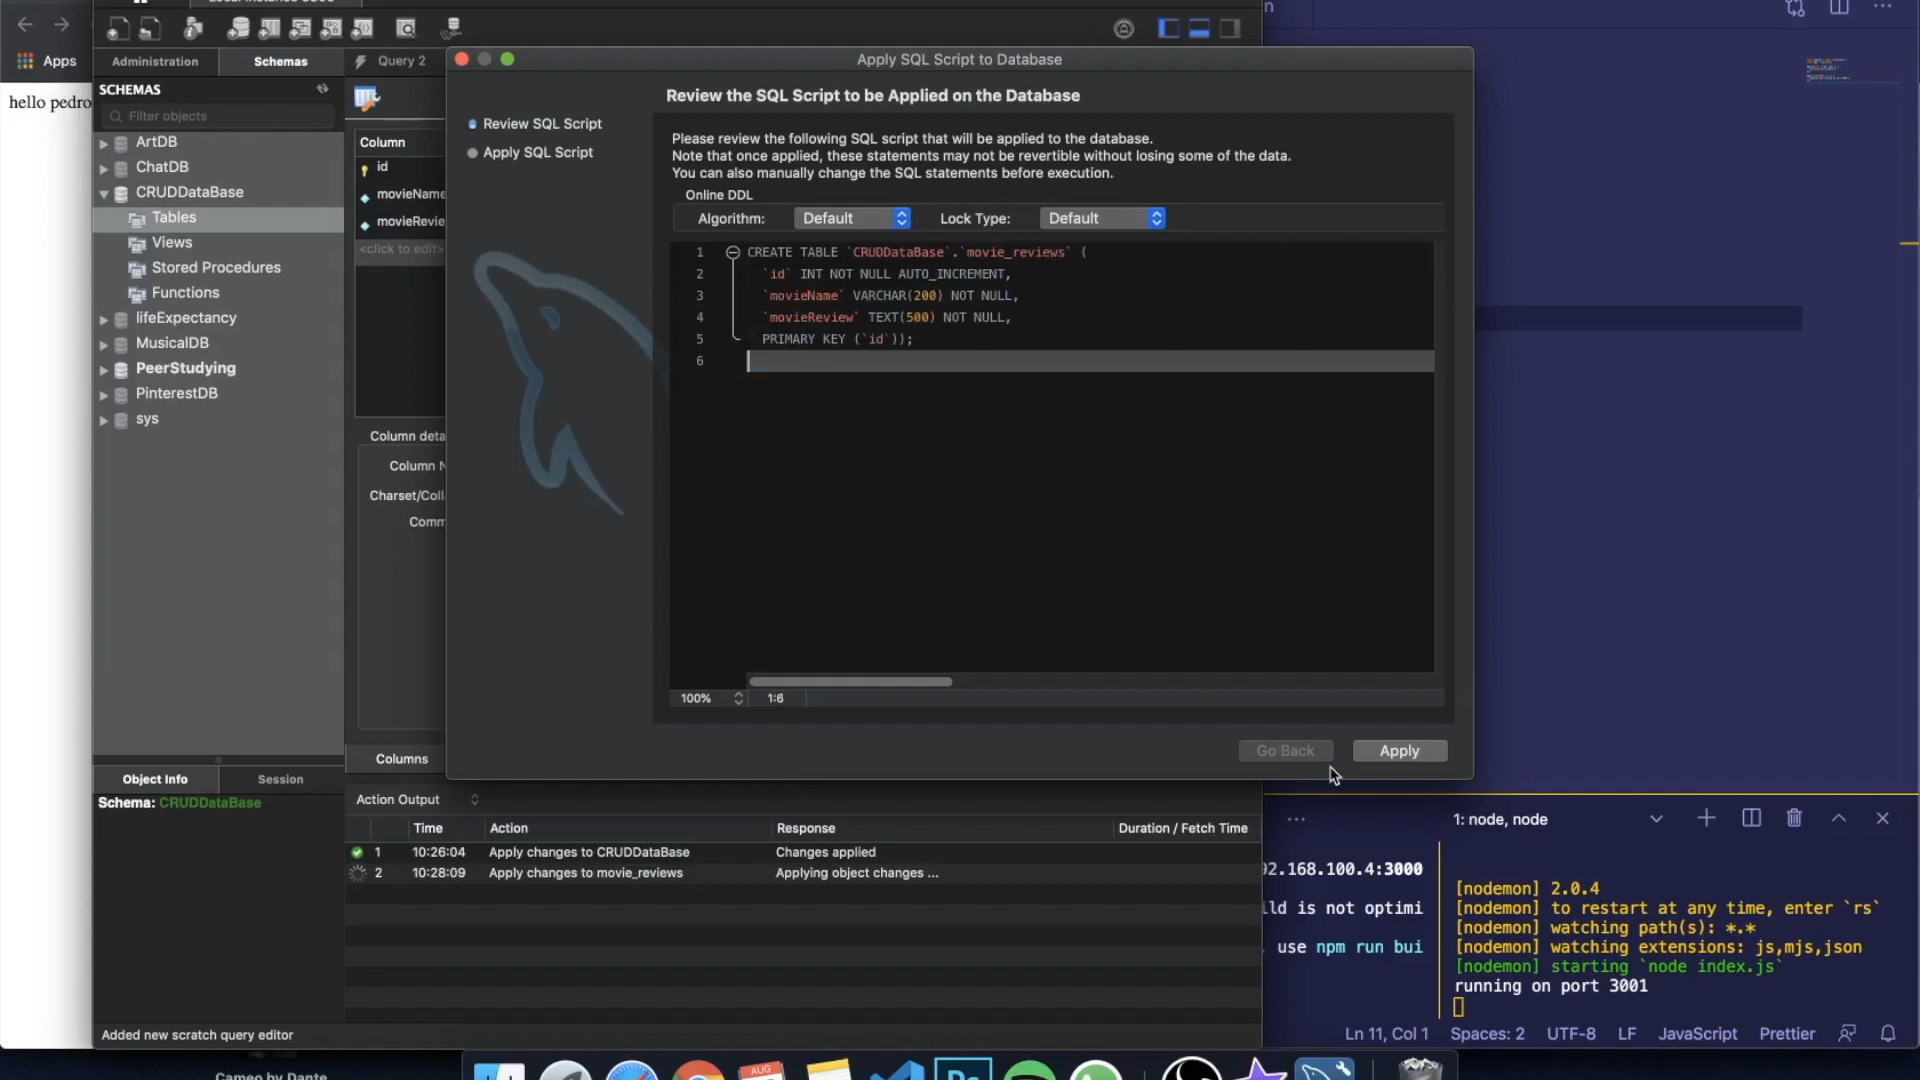 Apps
hello pedro
Administration
Schemas
SCHEMAS
Filter objects
ArtDB
ChatDB
CRUDDataBase
Tables
Views
Stored Procedures
Functions
lifeExpectancy
MusicalDB
PeerStudying
PinterestDB
sys
Object Info
Session
Schema: CRUDDataBase
Added new scratch query editor
Query 2
Column
id
movieName
movieRevie
<click to edit>
Column deta
Column N
Charset/Coll
Comm
Columns
Apply SQL Script to Database
Review SQL Script
Apply SQL Script
Review the SQL Script to be Applied on the Database
Please review the following SQL script that will be applied to the database.
Note that once applied, these statements may not be revertible without losing some of the data.
You can also manually change the SQL statements before execution.
Online DDL
Algorithm: Default Lock Type: Default
1 CREATE TABLE `CRUDDataBase`.`movie_reviews` (
2 `id` INT NOT NULL AUTO_INCREMENT,
3 `movieName` VARCHAR(200) NOT NULL,
4 `movieReview` TEXT(500) NOT NULL,
5 PRIMARY KEY (`id`));
6
100% 1:6
Go Back
Apply
Action Output
Time Action Response Duration / Fetch Time
1 10:26:04 Apply changes to CRUDDataBase Changes applied
2 10:28:09 Apply changes to movie_reviews Applying object changes ...
1: node, node
92.168.100.4:3000
ild is not optimi
use npm run bui
[nodemon] 2.0.4
[nodemon] to restart at any time, enter `rs`
[nodemon] watching path(s): *.*
[nodemon] watching extensions: js,mjs,json
[nodemon] starting `node index.js`
running on port 3001
Ln 11, Col 1 Spaces: 2 UTF-8 LF JavaScript Prettier
AUG